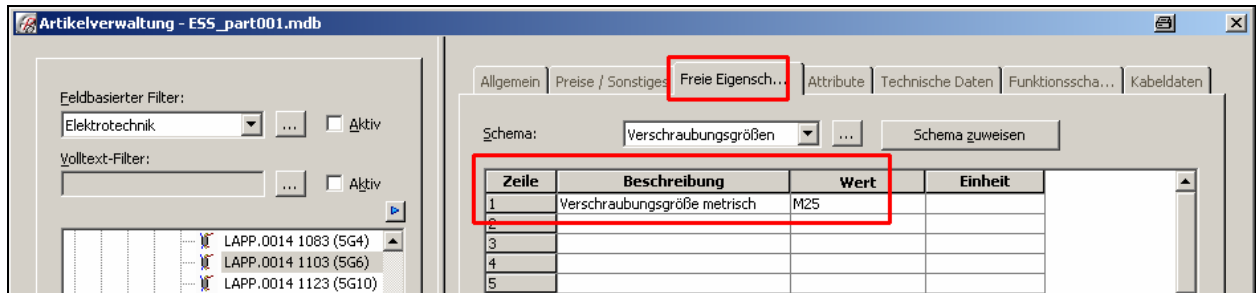 Artikelverwaltung - ESS_part001.mdb
Feldbasierter Filter:
Elektrotechnik ... Aktiv
Volltext-Filter:
... Aktiv
LAPP.0014 1083 (5G4)
LAPP.0014 1103 (5G6)
LAPP.0014 1123 (5G10)
Allgemein Preise / Sonstiges Freie Eigensch... Attribute Technische Daten Funktionsscha... Kabeldaten
Schema: Verschraubungsgrößen ... Schema zuweisen
Zeile Beschreibung Wert Einheit
1 Verschraubungsgröße metrisch M25
2
3
4
5